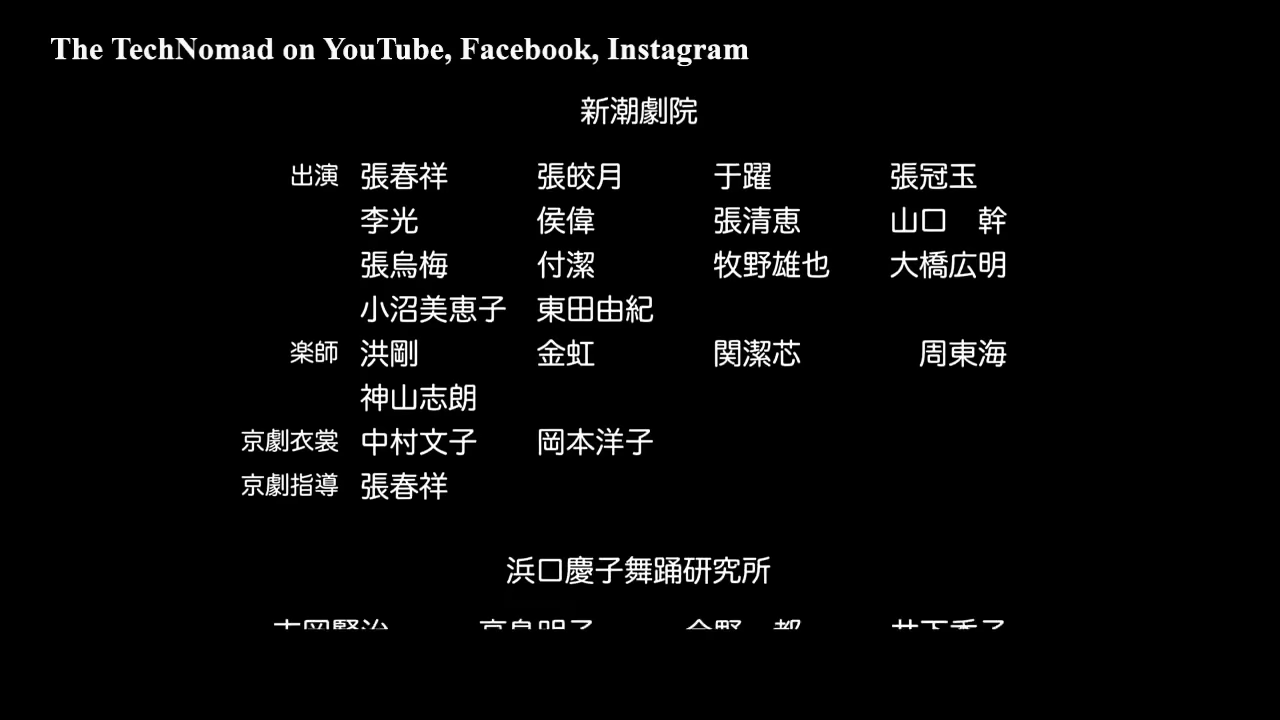 The TechNomad on YouTube, Facebook, Instagram
新潮劇院
出演 張春祥 張皎月 于躍 張冠玉
李光 侯偉 張清恵 山口 幹
張烏梅 付潔 牧野雄也 大橋広明
小沼美恵子 東田由紀
楽師 洪剛 金虹 関潔芯 周東海
神山志朗
京劇衣裳 中村文子 岡本洋子
京劇指導 張春祥
浜口慶子舞踊研究所